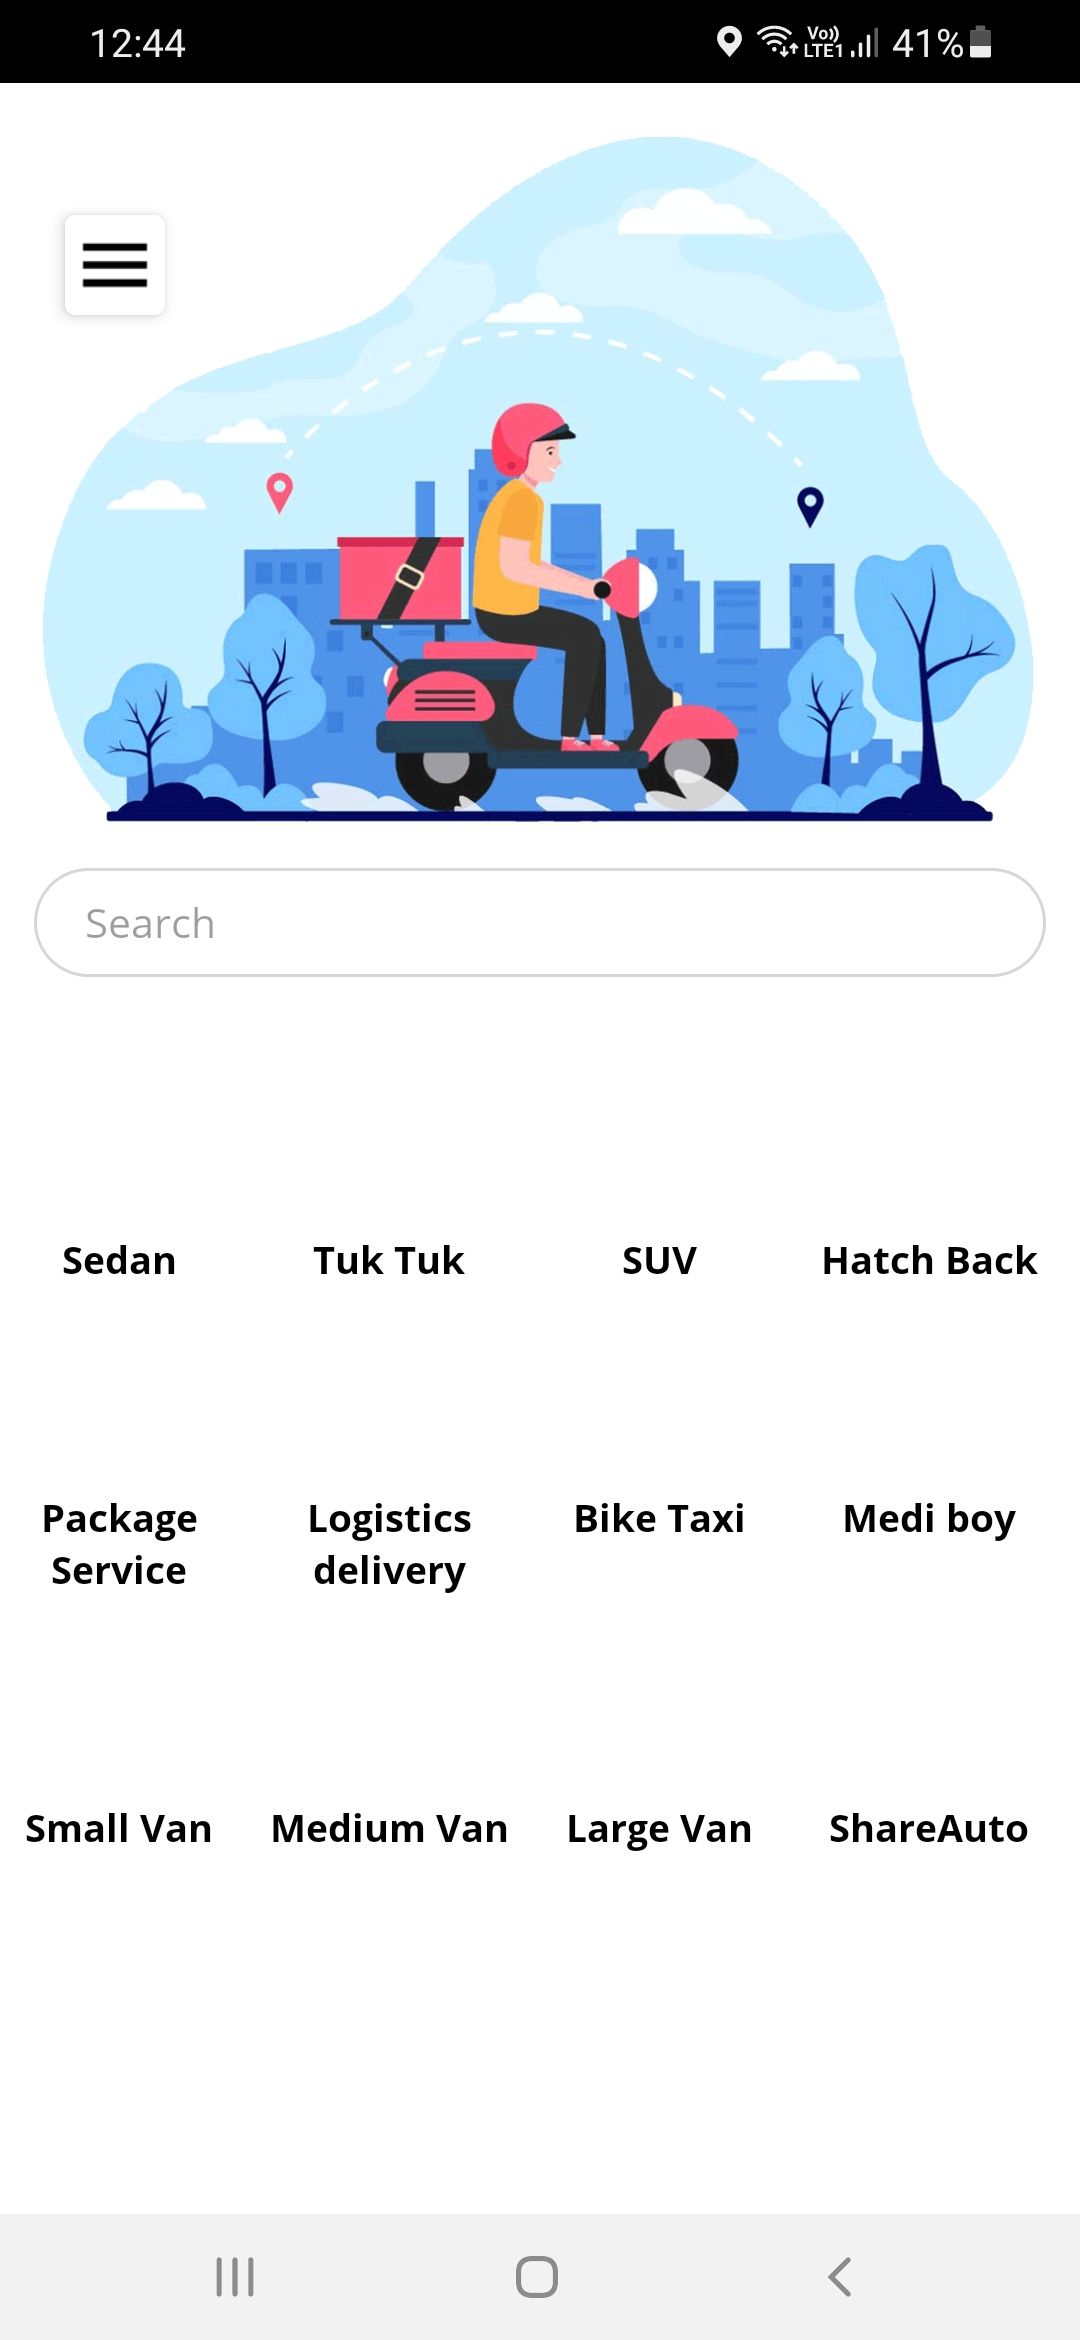 12:44
Vo)) LTE1 41%
Search
Sedan Tuk Tuk SUV Hatch Back
Package Logistics Bike Taxi Medi boy
Service delivery
Small Van Medium Van Large Van ShareAuto